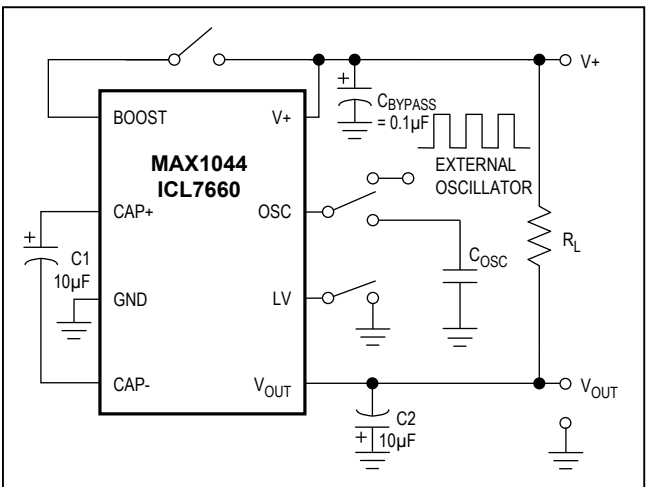 V+
BOOST
V+
CBYPASS
= 0.1µF
EXTERNAL
OSCILLATOR
MAX1044
ICL7660
CAP+
OSC
+
C1
10µF
COSC
RL
GND
LV
CAP-
VOUT
VOUT
C2
+
10µF
+